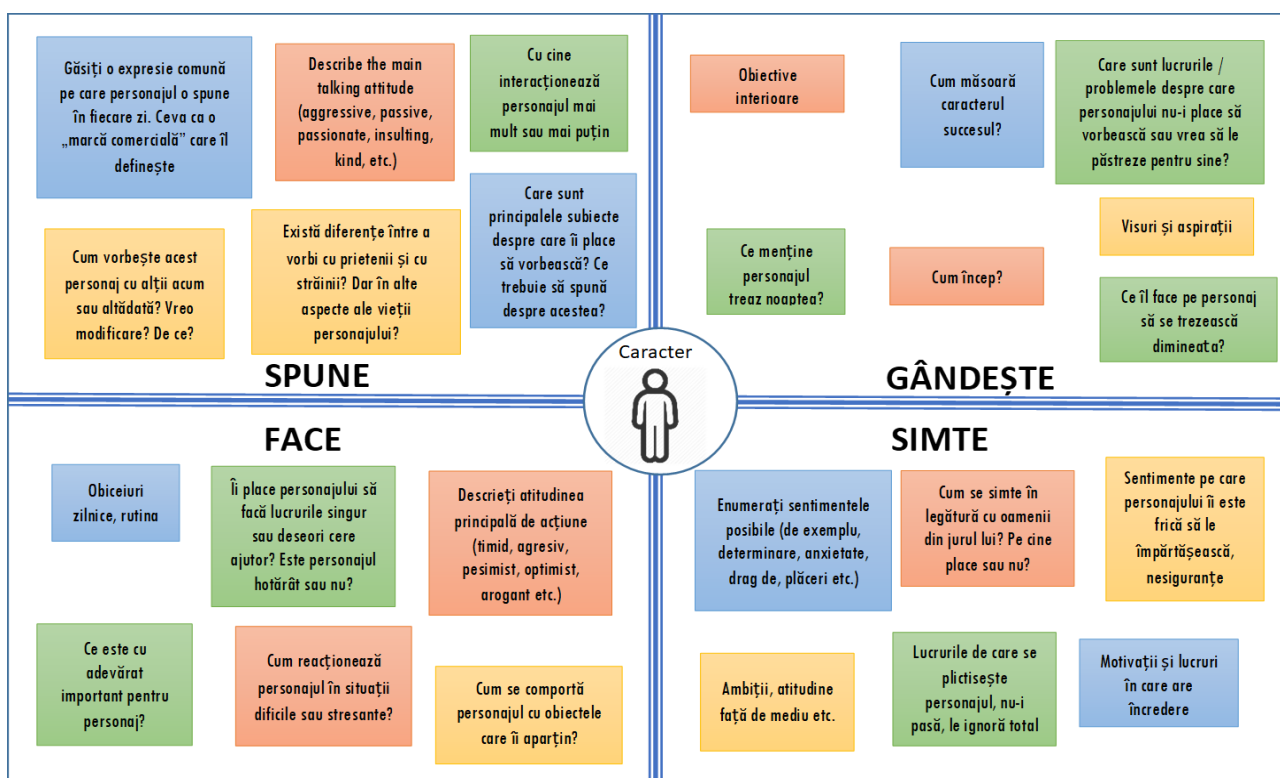 Găsiți o expresie comună
pe care personajul o spune
în fiecare zi. Ceva ca o
„marcă comercială” care îl
definește
Describe the main
talking attitude
(aggressive, passive,
passionate, insulting,
kind, etc.)
Cu cine
interacționează
personajul mai
mult sau mai puțin
Cum vorbește acest
personaj cu alții acum
sau altădată? Vreo
modificare? De ce?
Există diferențe între a
vorbi cu prietenii și cu
străinii? Dar în alte
aspecte ale vieții
personajului?
Care sunt
principalele subiecte
despre care îi place
să vorbească? Ce
trebuie să spună
despre acestea?
SPUNE
Obiective
interioare
Cum măsoară
caracterul
succesul?
Care sunt lucrurile /
problemele despre care
personajului nu-i place să
vorbească sau vrea să le
păstreze pentru sine?
Visuri și aspirații
Ce menține
personajul
treaz noaptea?
Cum încep?
Ce îl face pe personaj
să se trezească
dimineata?
GÂNDEȘTE
Caracter
FACE
Obiceiuri
zilnice, rutina
Îi place personajului să
facă lucrurile singur
sau deseori cere
ajutor? Este personajul
hotărât sau nu?
Descrieți atitudinea
principală de acțiune
(timid, agresiv,
pesimist, optimist,
arogant etc.)
Ce este cu
adevărat
important pentru
personaj?
Cum reacționează
personajul în situații
dificile sau stresante?
Cum se comportă
personajul cu obiectele
care îi aparțin?
SIMTE
Enumerați sentimentele
posibile (de exemplu,
determinare, anxietate,
drag de, plăceri etc.)
Cum se simte în
legătură cu oamenii
din jurul lui? Pe cine
place sau nu?
Sentimente pe care
personajului îi este
frică să le
împărtășească,
nesiguranțe
Ambiții, atitudine
față de mediu etc.
Lucrurile de care se
plictisește
personajul, nu-i
pasă, le ignoră total
Motivații și lucruri
în care are
încredere